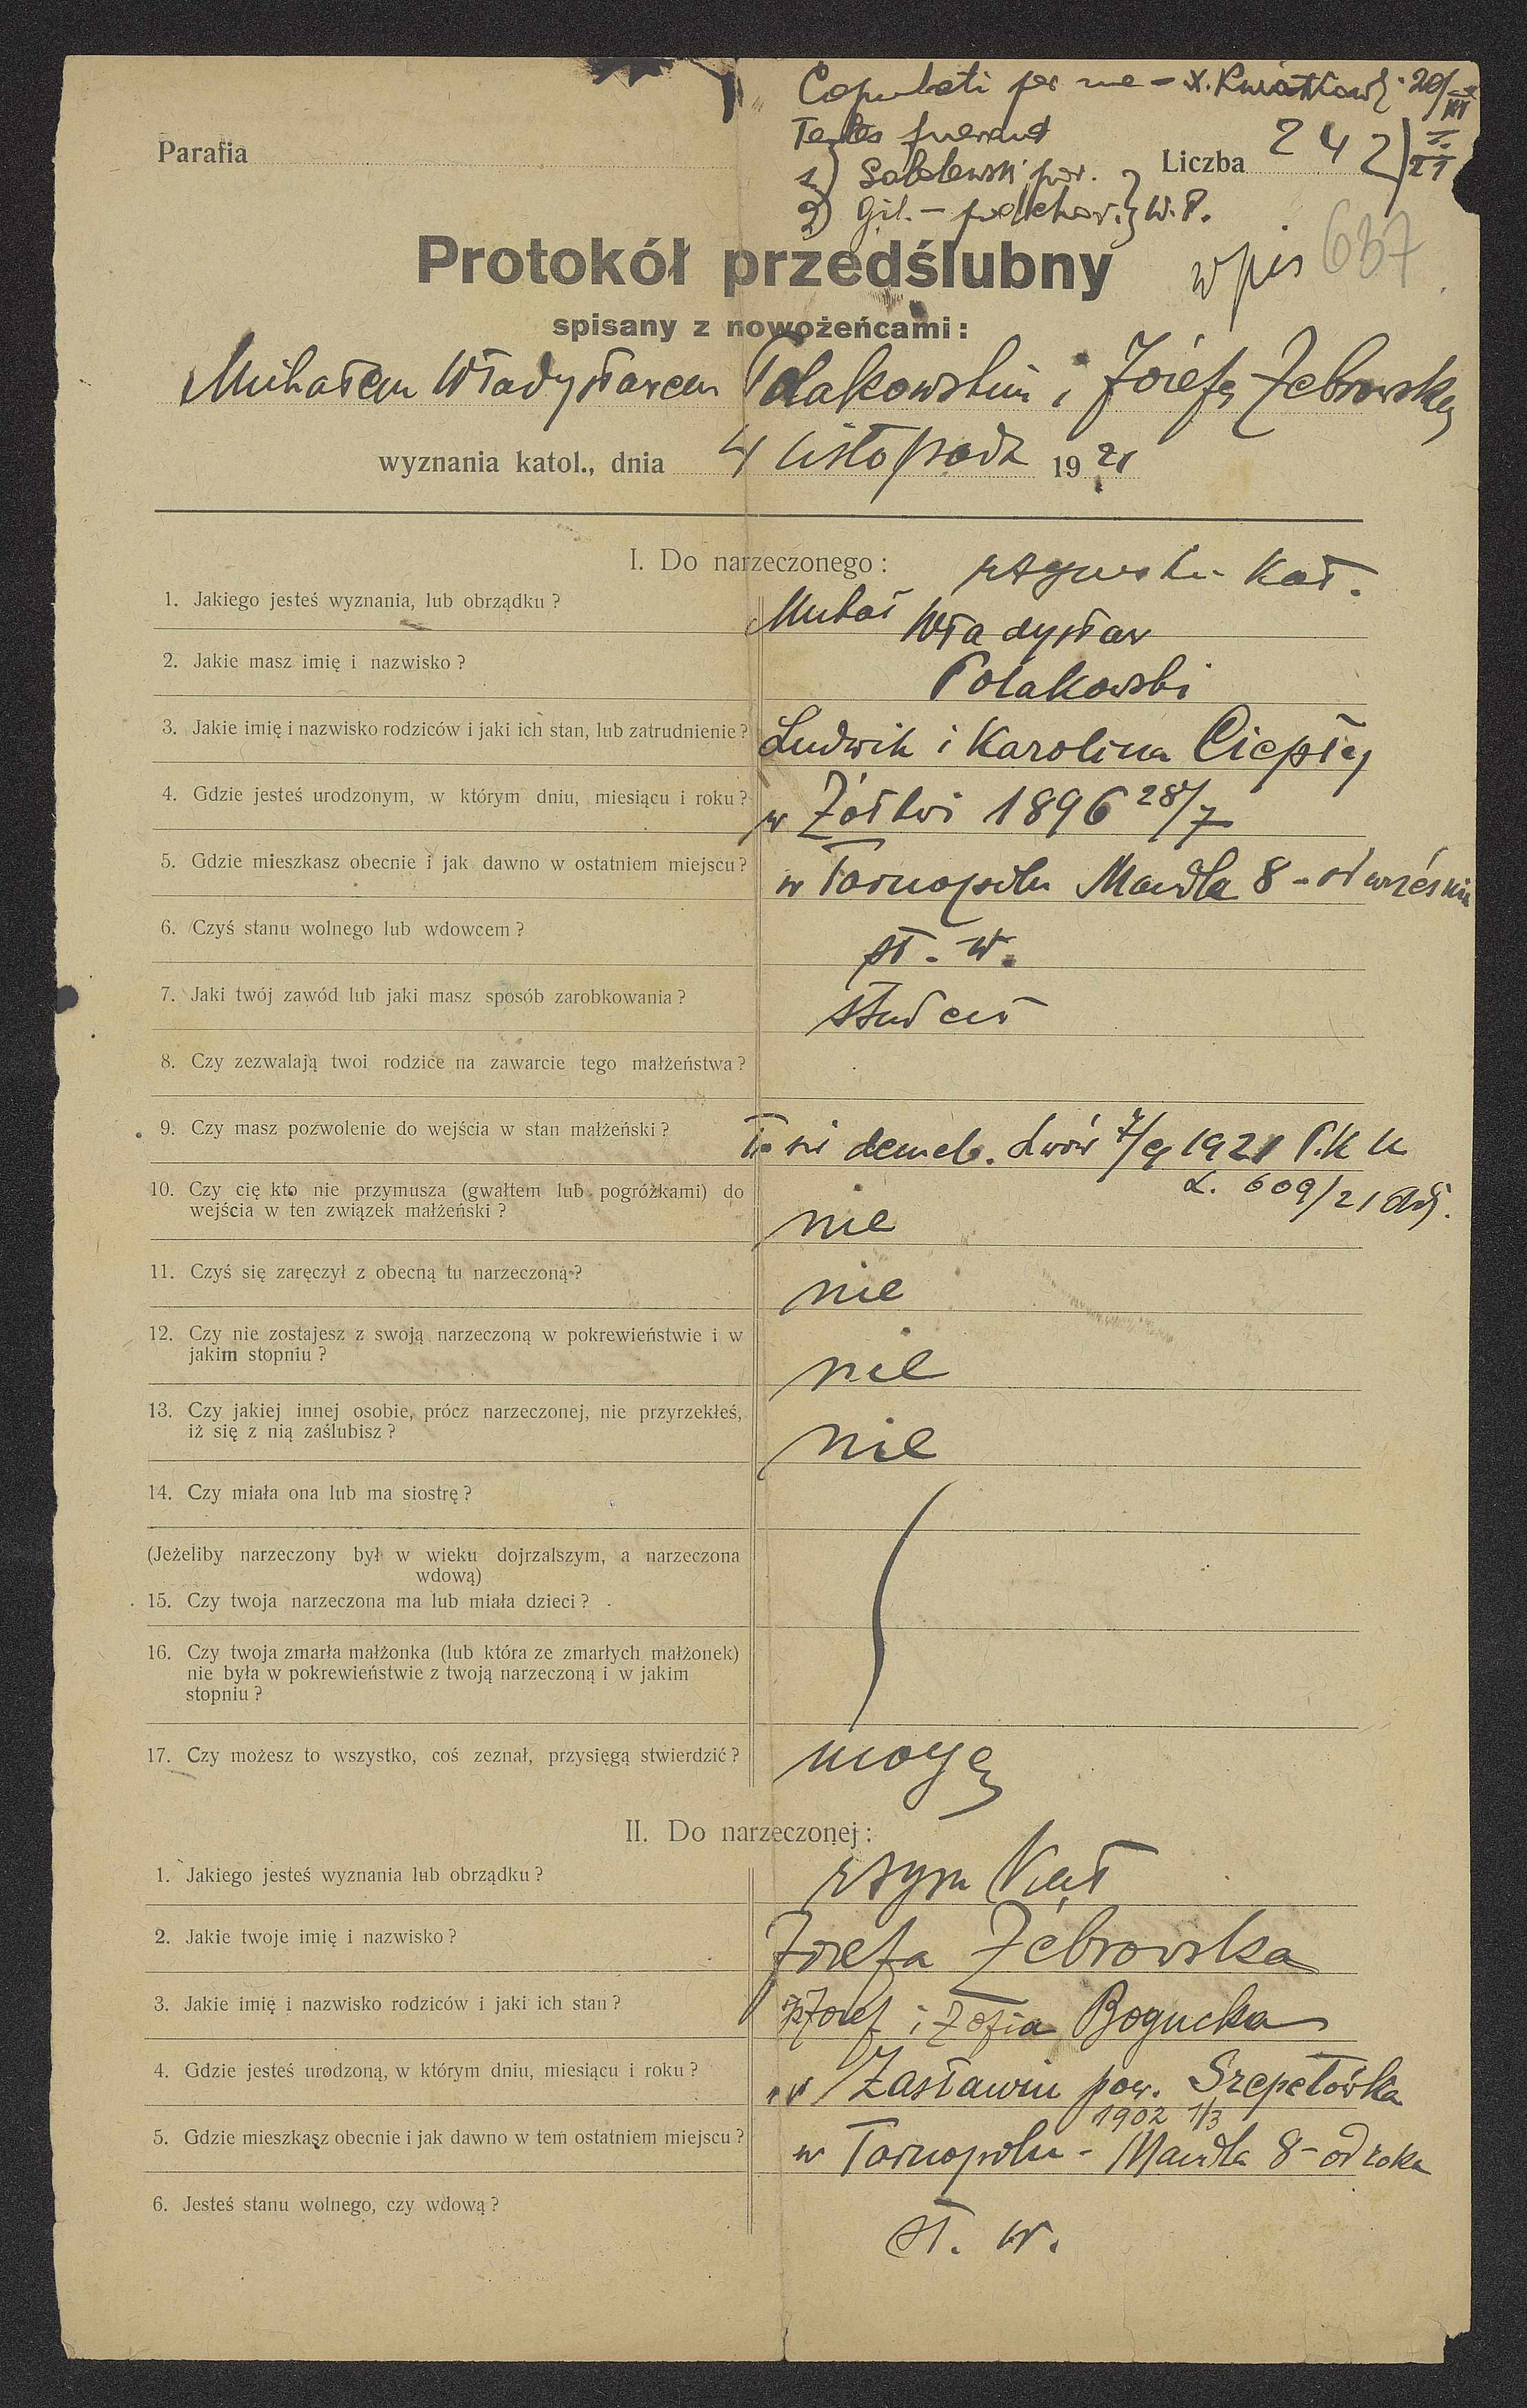 Copulati per me – X. Kwiatkowski 20/XI
Testes fuerunt
Parafia
Liczba 242/21
1) Sobolewski por.
2) Gil. – podchor. } W. P.
Protokół przedślubny
wpis 637
spisany z nowożeńcami:
Michałem Władysławem Polakowskim i Józefą Żebrowską
wyznania katol., dnia 4 listopada 1921
I. Do narzeczonego:
1. Jakiego jesteś wyznania, lub obrządku? rzymsko kat.
2. Jakie masz imię i nazwisko? Michał Władysław
Polakowski
3. Jakie imię i nazwisko rodziców i jaki ich stan, lub zatrudnienie? Ludwik i Karolina Ciepły
4. Gdzie jesteś urodzonym, w którym dniu, miesiącu i roku? w Żółkwi 1896 28/7
5. Gdzie mieszkasz obecnie i jak dawno w ostatniem miejscu? w Tarnopolu Mandla 8 – od wrześnie
6. Czyś stanu wolnego lub wdowcem? st. w.
7. Jaki twój zawód lub jaki masz sposób zarobkowania? student
8. Czy zezwalają twoi rodzice na zawarcie tego małżeństwa?
9. Czy masz pozwolenie do wejścia w stan małżeński? demob. Lwów 7/9 1921 P.K.U.
L. 609/21
10. Czy cię kto nie przymusza (gwałtem lub pogróżkami) do
wejścia w ten związek małżeński? nie
11. Czyś się zaręczył z obecną tu narzeczoną? nie
12. Czy nie zostajesz z swoją narzeczoną w pokrewieństwie i w
jakim stopniu? nie
13. Czy jakiej innej osobie, prócz narzeczonej, nie przyrzekłeś,
iż się z nią zaślubisz? nie
14. Czy miała ona lub ma siostrę?
(Jeżeliby narzeczony był w wieku dojrzalszym, a narzeczona
wdową)
15. Czy twoja narzeczona ma lub miała dzieci?
16. Czy twoja zmarła małżonka (lub która ze zmarłych małżonek)
nie była w pokrewieństwie z twoją narzeczoną i w jakim
stopniu?
17. Czy możesz to wszystko, coś zeznał, przysięgą stwierdzić? mogę
II. Do narzeczonej:
1. Jakiego jesteś wyznania lub obrządku? rzym kat
2. Jakie twoje imię i nazwisko? Józefa Żebrowska
3. Jakie imię i nazwisko rodziców i jaki ich stan? Józef i Zofia Bogucka
4. Gdzie jesteś urodzoną, w którym dniu, miesiącu i roku? w Zasławiu pow. Szepetówka
1902 1/3
5. Gdzie mieszkasz obecnie i jak dawno w tem ostatniem miejscu? w Tarnopolu – Mandla 8 – od roku
6. Jesteś stanu wolnego, czy wdową? st. w.